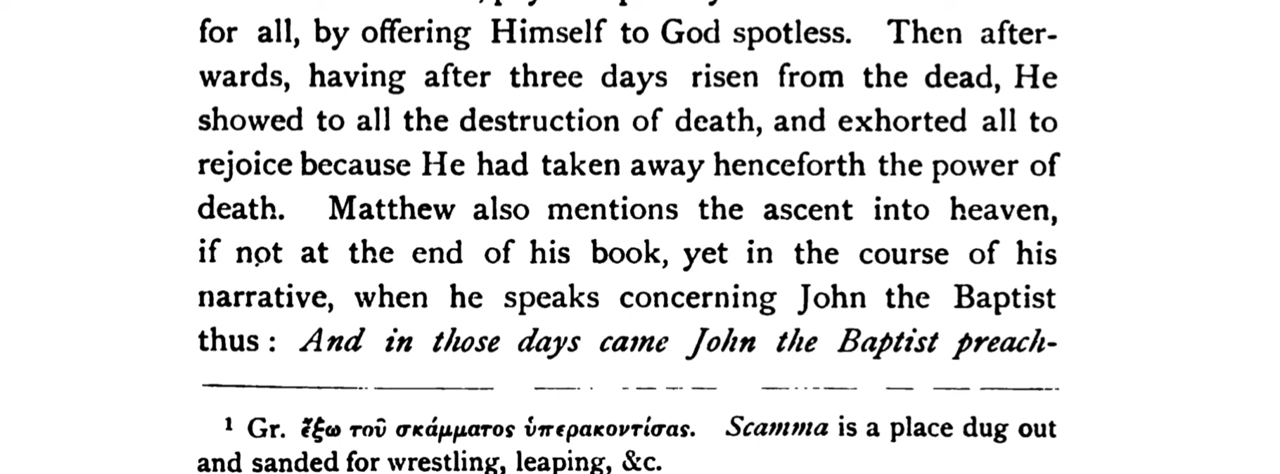 for all, by offering Himself to God spotless. Then after-
wards, having after three days risen from the dead, He
showed to all the destruction of death, and exhorted all to
rejoice because He had taken away henceforth the power of
death. Matthew also mentions the ascent into heaven,
if not at the end of his book, yet in the course of his
narrative, when he speaks concerning John the Baptist
thus : And in those days came John the Baptist preach-
¹ Gr. ἔξω τοῦ σκάμματος ὑπερακοντίσας. Scamma is a place dug out
and sanded for wrestling, leaping, &c.